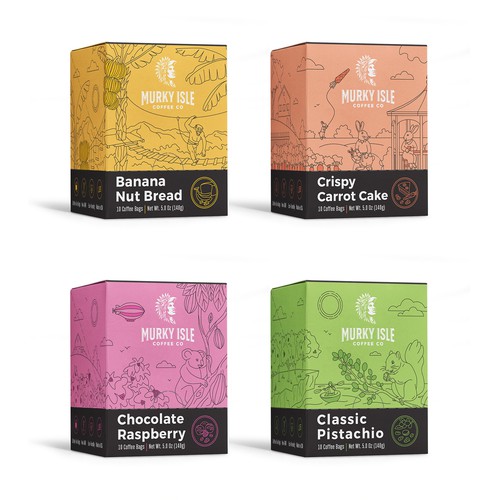 MURKY ISLE
COFFEE CO
Banana
Nut Bread
10 Coffee Bags | Net Wt. 5.0 Oz (140g)
MURKY ISLE
COFFEE CO
Crispy
Carrot Cake
10 Coffee Bags | Net Wt. 5.0 Oz (140g)
MURKY ISLE
COFFEE CO
Chocolate
Raspberry
10 Coffee Bags | Net Wt. 5.0 Oz (140g)
MURKY ISLE
COFFEE CO
Classic
Pistachio
10 Coffee Bags | Net Wt. 5.0 Oz (140g)